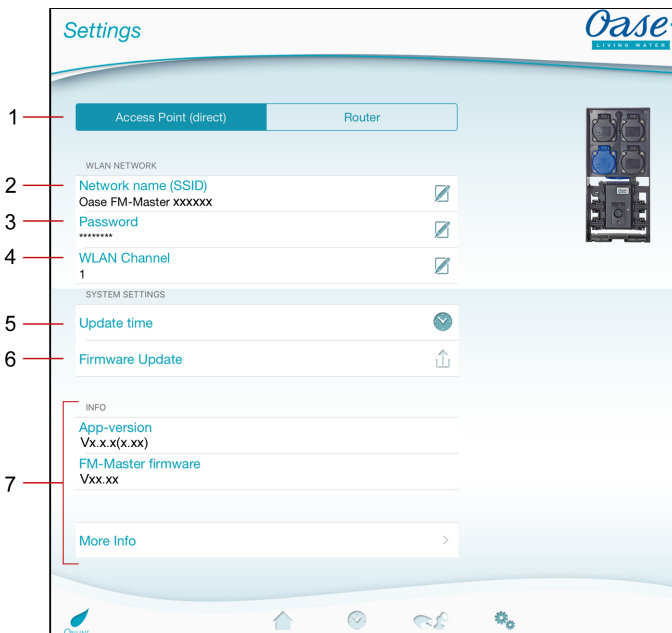 Settings
Oase
LIVING WATER
1
Access Point (direct)
Router
WLAN NETWORK
2
Network name (SSID)
Oase FM-Master xxxxxx
3
Password
********
4
WLAN Channel
1
SYSTEM SETTINGS
5
Update time
6
Firmware Update
7
INFO
App-version
Vx.x.x(x.xx)
FM-Master firmware
Vxx.xx
More Info
ONLINE